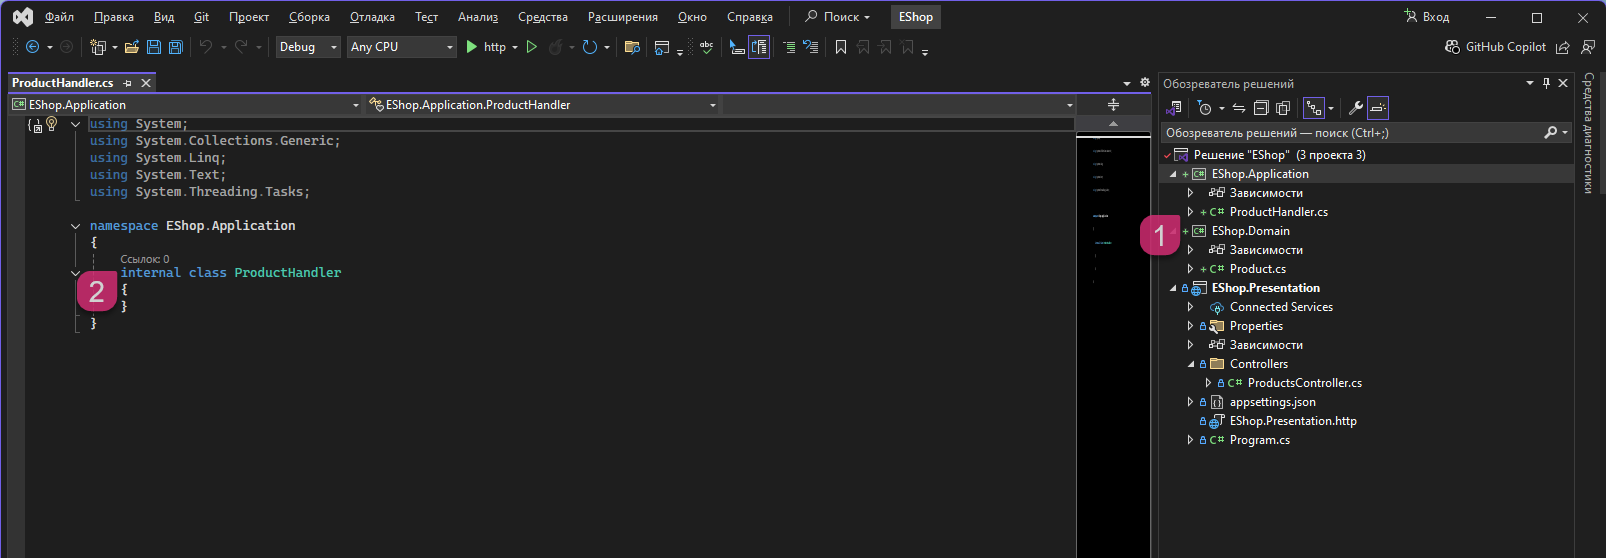 Файл Правка Вид Git Проект Сборка Отладка Тест Анализ Средства Расширения Окно Справка Поиск EShop Вход
Debug Any CPU http abc GitHub Copilot
ProductHandler.cs
EShop.Application EShop.Application.ProductHandler
using System;
using System.Collections.Generic;
using System.Linq;
using System.Text;
using System.Threading.Tasks;
namespace EShop.Application
{
Ссылок: 0
internal class ProductHandler
2 {
}
}
Обозреватель решений
Обозреватель решений — поиск (Ctrl+;)
Решение "EShop" (3 проекта 3)
C# EShop.Application
Зависимости
+ C# ProductHandler.cs
1 + C# EShop.Domain
Зависимости
+ C# Product.cs
EShop.Presentation
Connected Services
Properties
Зависимости
Controllers
C# ProductsController.cs
appsettings.json
EShop.Presentation.http
C# Program.cs
Средства диагностики